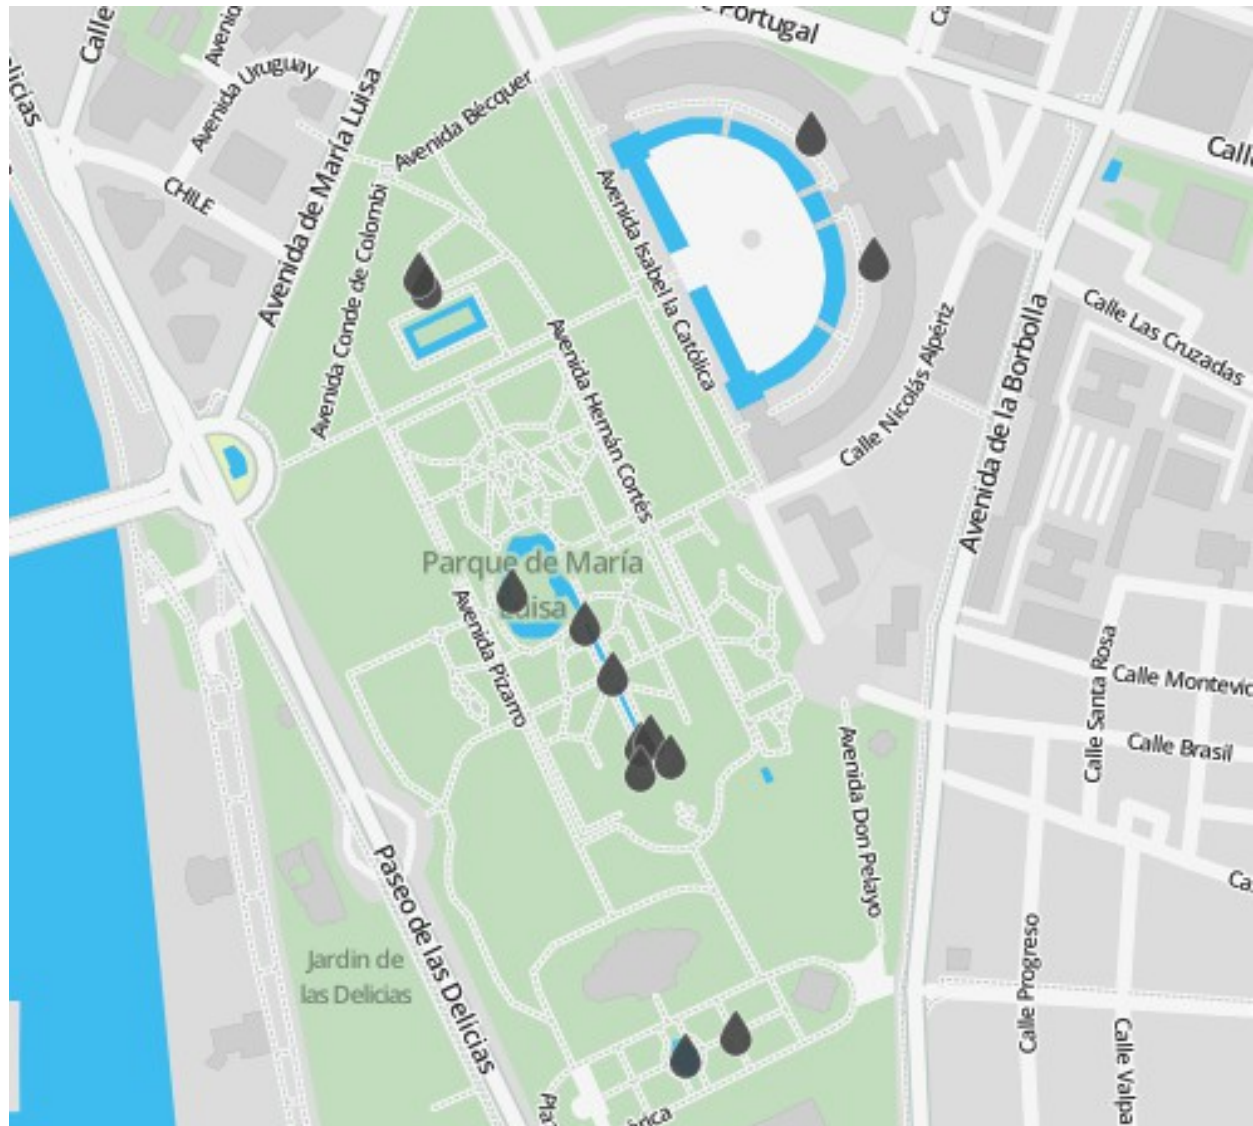 Portugal
Calle
Avenida
Avenida Uruguay
Avenida de María Luisa
Avenida Bécquer
CHILE
Avenida Conde de Colombi
Avenida Isabel la Católica
Calle Nicolás Alpériz
Avenida de la Borbolla
Calle Las Cruzadas
Avenida Hernán Cortés
Parque de María
Luisa
Avenida Pizarro
Calle Santa Rosa
Calle Brasil
Avenida Don Pelayo
Paseo de las Delicias
Jardin de
las Delicias
Calle Progreso